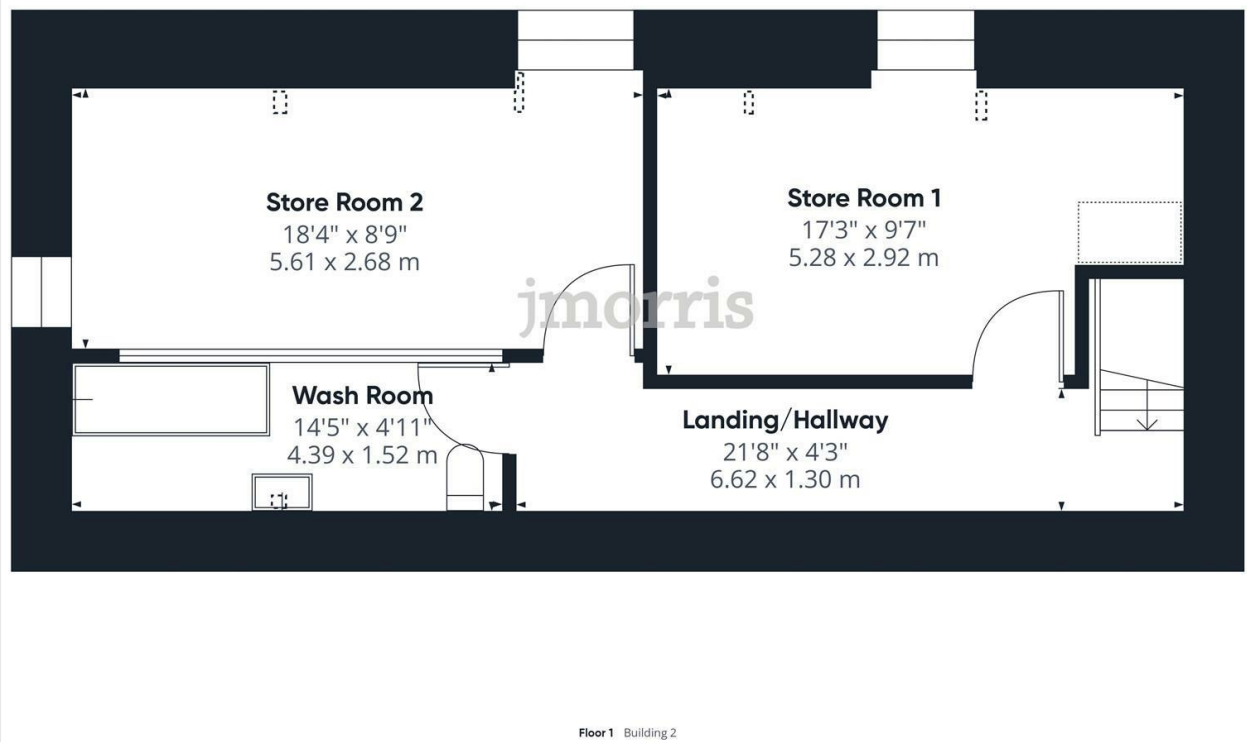 Store Room 2
18'4" x 8'9"
5.61 x 2.68 m
Store Room 1
17'3" x 9'7"
5.28 x 2.92 m
jmorris
Wash Room
14'5" x 4'11"
4.39 x 1.52 m
Landing/Hallway
21'8" x 4'3"
6.62 x 1.30 m
Floor 1 Building 2